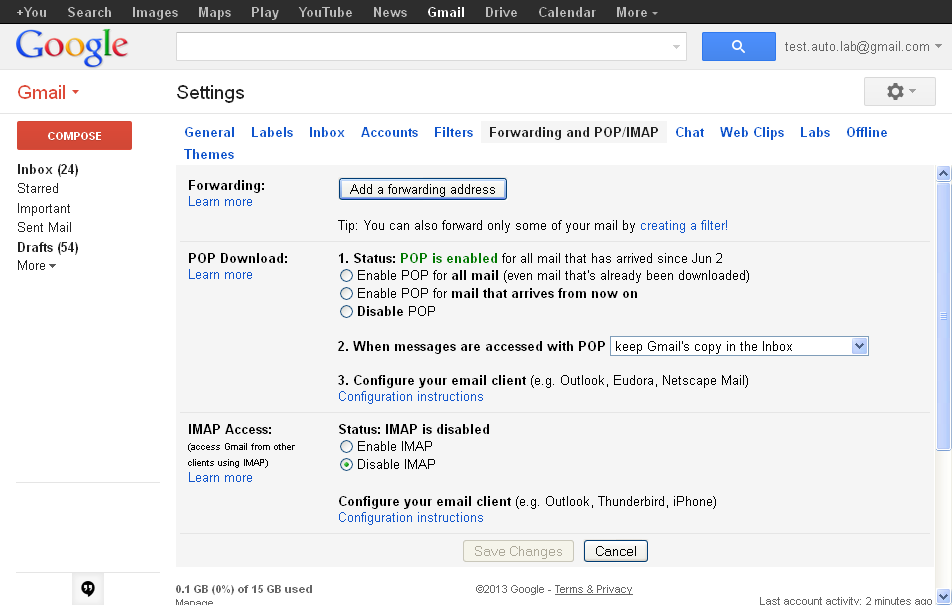 +You Search Images Maps Play YouTube News Gmail Drive Calendar More
Google
test.auto.lab@gmail.com
Gmail
Settings
COMPOSE
Inbox (24)
Starred
Important
Sent Mail
Drafts (54)
More
General Labels Inbox Accounts Filters Forwarding and POP/IMAP Chat Web Clips Labs Offline
Themes
Forwarding:
Learn more
Add a forwarding address
Tip: You can also forward only some of your mail by creating a filter!
POP Download:
Learn more
1. Status: POP is enabled for all mail that has arrived since Jun 2
Enable POP for all mail (even mail that's already been downloaded)
Enable POP for mail that arrives from now on
Disable POP
2. When messages are accessed with POP keep Gmail's copy in the Inbox
3. Configure your email client (e.g. Outlook, Eudora, Netscape Mail)
Configuration instructions
IMAP Access:
(access Gmail from other
clients using IMAP)
Learn more
Status: IMAP is disabled
Enable IMAP
Disable IMAP
Configure your email client (e.g. Outlook, Thunderbird, iPhone)
Configuration instructions
Save Changes Cancel
0.1 GB (0%) of 15 GB used
Manage
©2013 Google - Terms & Privacy
Last account activity: 2 minutes ago